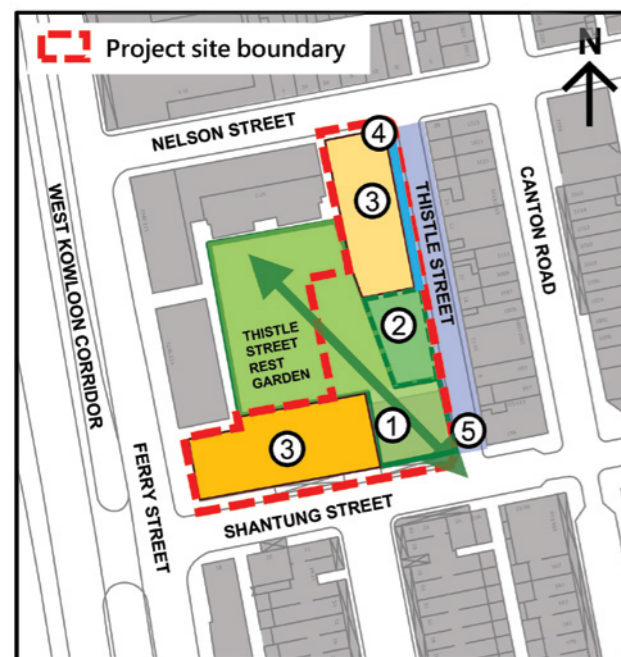 Project site boundary
N
NELSON STREET
④
③
THISTLE STREET
CANTON ROAD
WEST KOWLOON CORRIDOR
②
THISTLE
STREET
REST
GARDEN
①
⑤
③
FERRY STREET
SHANTUNG STREET